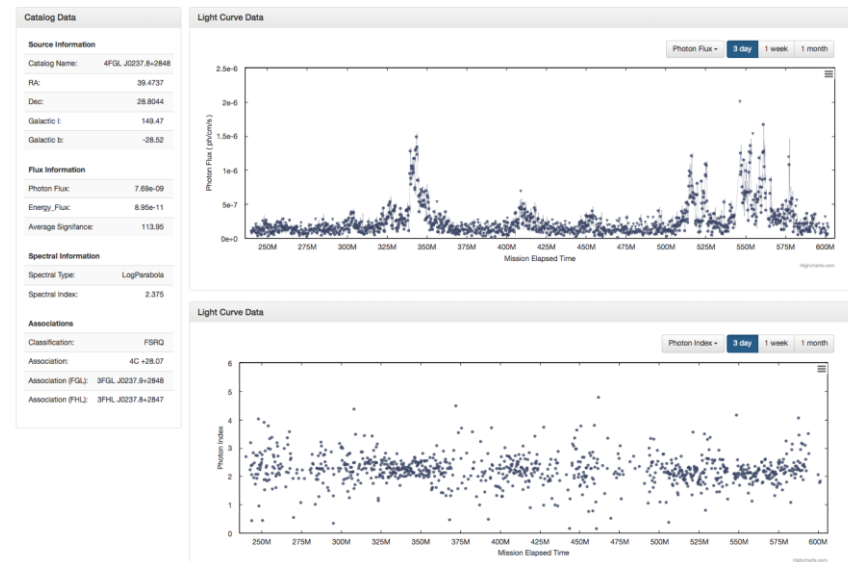 Catalog Data
Source Information
Catalog Name: 4FGL J0237.8+2848
RA: 39.4737
Dec: 28.8044
Galactic l: 149.47
Galactic b: -28.52
Flux Information
Photon Flux: 7.69e-09
Energy_Flux: 8.95e-11
Average Signifance: 113.95
Spectral Information
Spectral Type: LogParabola
Spectral Index: 2.375
Associations
Classification: FSRQ
Association: 4C +28.07
Association (FGL): 3FGL J0237.9+2848
Association (FHL): 3FHL J0237.8+2847
Light Curve Data
Photon Flux 3 day 1 week 1 month
Photon Flux ( ph/cm/s )
2.5e-6
2e-6
1.5e-6
1e-6
5e-7
0e+0
250M 275M 300M 325M 350M 375M 400M 425M 450M 475M 500M 525M 550M 575M 600M
Mission Elapsed Time
Highcharts.com
Light Curve Data
Photon Index 3 day 1 week 1 month
Photon Index
6
5
4
3
2
1
0
250M 275M 300M 325M 350M 375M 400M 425M 450M 475M 500M 525M 550M 575M 600M
Mission Elapsed Time
Highcharts.com